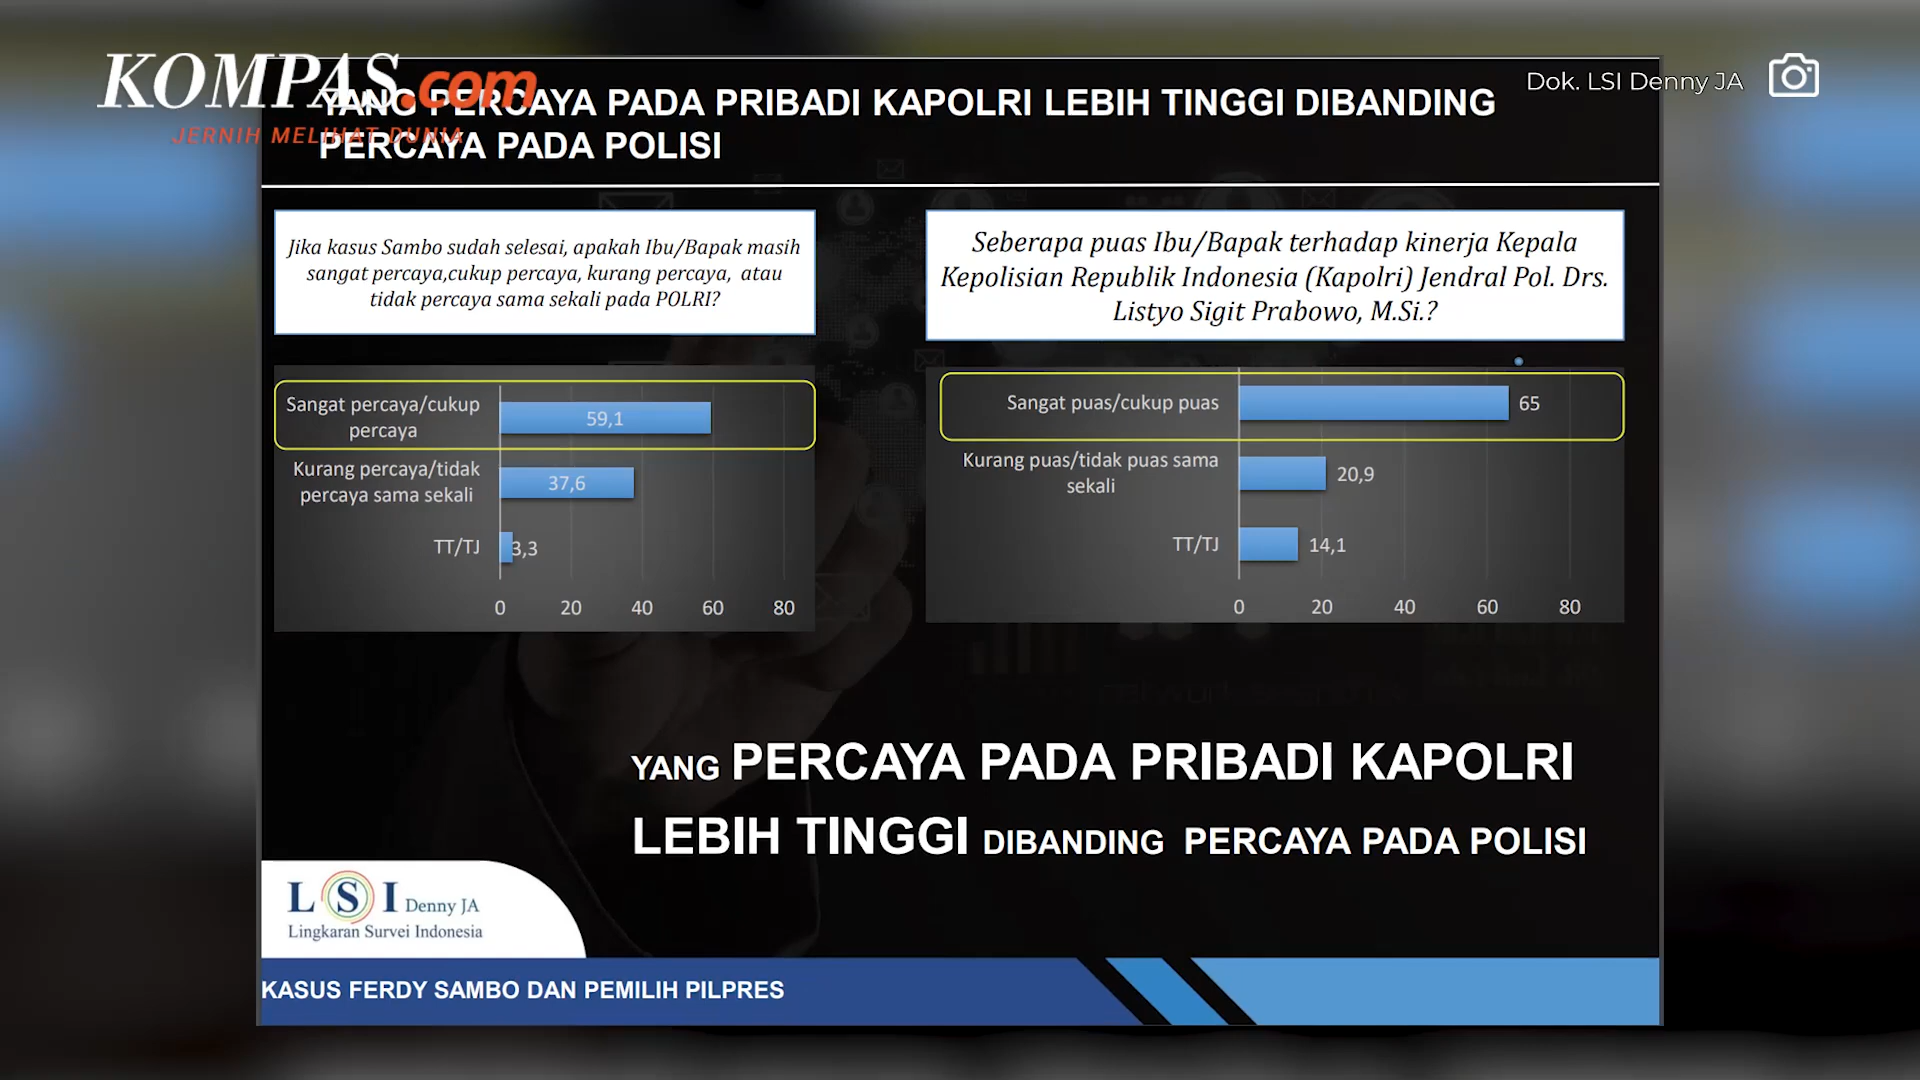 KOMPAS.com
JERNIH MELIHAT DUNIA
Dok. LSI Denny JA
YANG PERCAYA PADA PRIBADI KAPOLRI LEBIH TINGGI DIBANDING
PERCAYA PADA POLISI
Jika kasus Sambo sudah selesai, apakah Ibu/Bapak masih
sangat percaya,cukup percaya, kurang percaya, atau
tidak percaya sama sekali pada POLRI?
Sangat percaya/cukup
percaya
59,1
Kurang percaya/tidak
percaya sama sekali
37,6
TT/TJ
3,3
0 20 40 60 80
Seberapa puas Ibu/Bapak terhadap kinerja Kepala
Kepolisian Republik Indonesia (Kapolri) Jendral Pol. Drs.
Listyo Sigit Prabowo, M.Si.?
Sangat puas/cukup puas
65
Kurang puas/tidak puas sama
sekali
20,9
TT/TJ
14,1
0 20 40 60 80
YANG PERCAYA PADA PRIBADI KAPOLRI
LEBIH TINGGI DIBANDING PERCAYA PADA POLISI
LSI Denny JA
Lingkaran Survei Indonesia
KASUS FERDY SAMBO DAN PEMILIH PILPRES